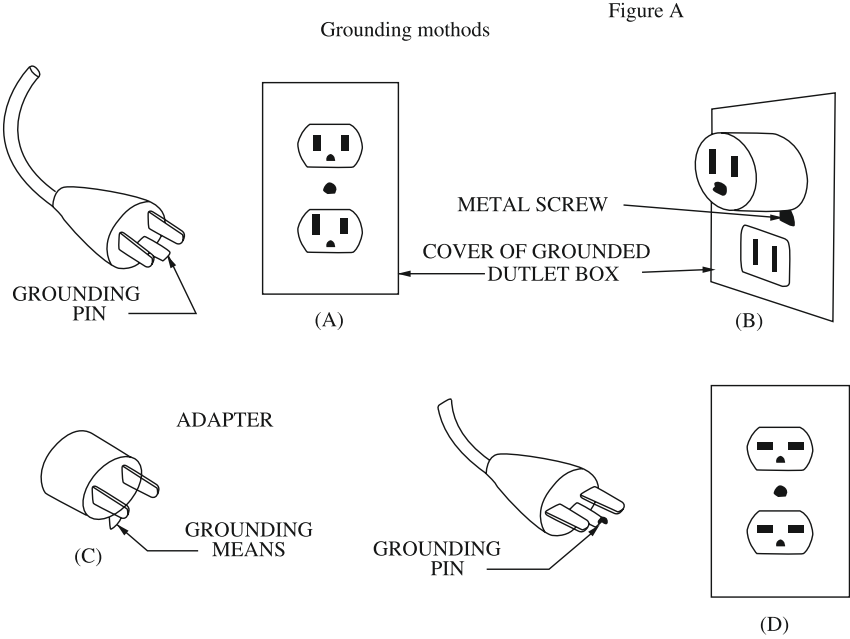 Figure A
Grounding mothods
METAL SCREW
COVER OF GROUNDED
DUTLET BOX
GROUNDING
PIN
(A)
(B)
ADAPTER
GROUNDING
MEANS
(C)
GROUNDING
PIN
(D)